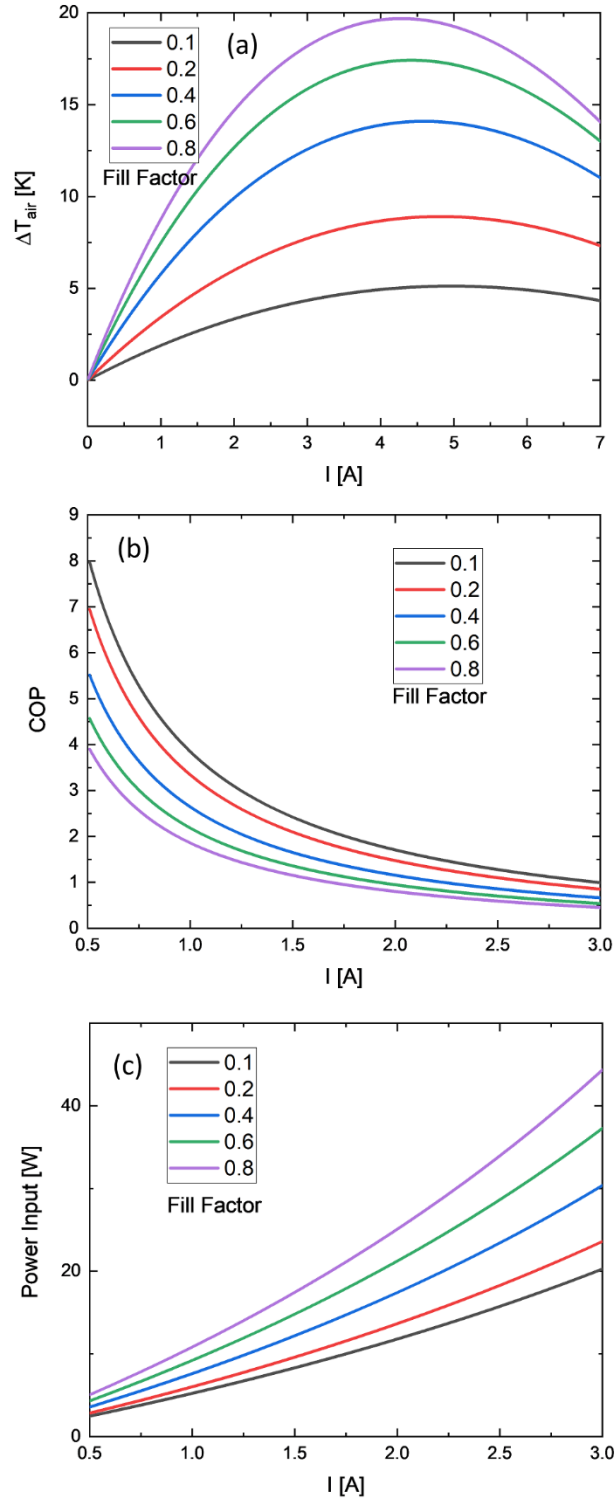 20
15
10
5
0
ΔT_air [K]
(a)
0.1
0.2
0.4
0.6
0.8
Fill Factor
0 1 2 3 4 5 6 7
I [A]
9
8
7
6
5
4
3
2
1
0
COP
(b)
0.1
0.2
0.4
0.6
0.8
Fill Factor
0.5 1.0 1.5 2.0 2.5 3.0
I [A]
40
20
0
Power Input [W]
(c)
0.1
0.2
0.4
0.6
0.8
Fill Factor
0.5 1.0 1.5 2.0 2.5 3.0
I [A]